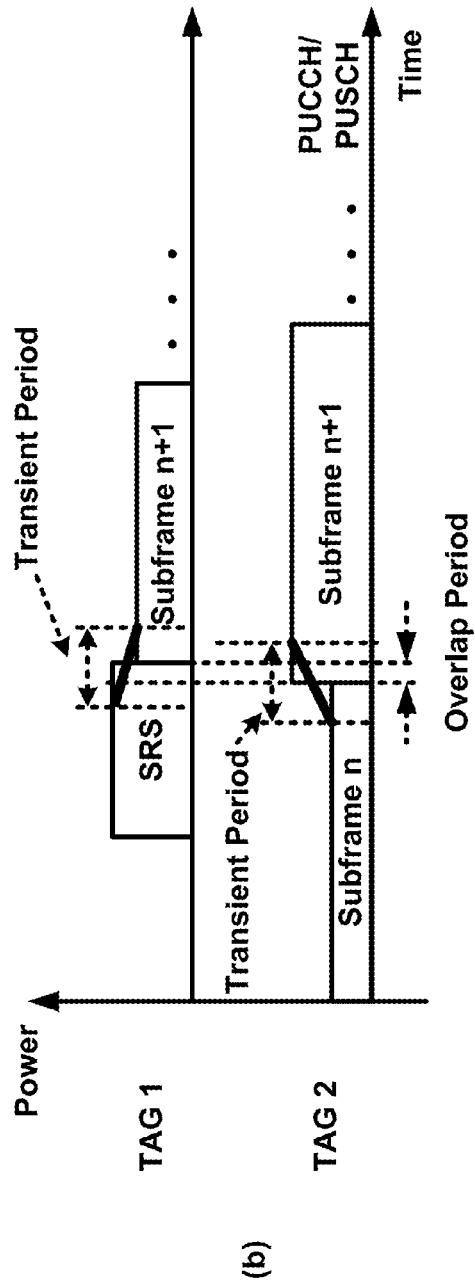 Power
Transient Period
TAG 1
SRS
Subframe n+1
Transient Period
TAG 2
Subframe n
Subframe n+1
PUCCH/
PUSCH
Time
Overlap Period
(b)